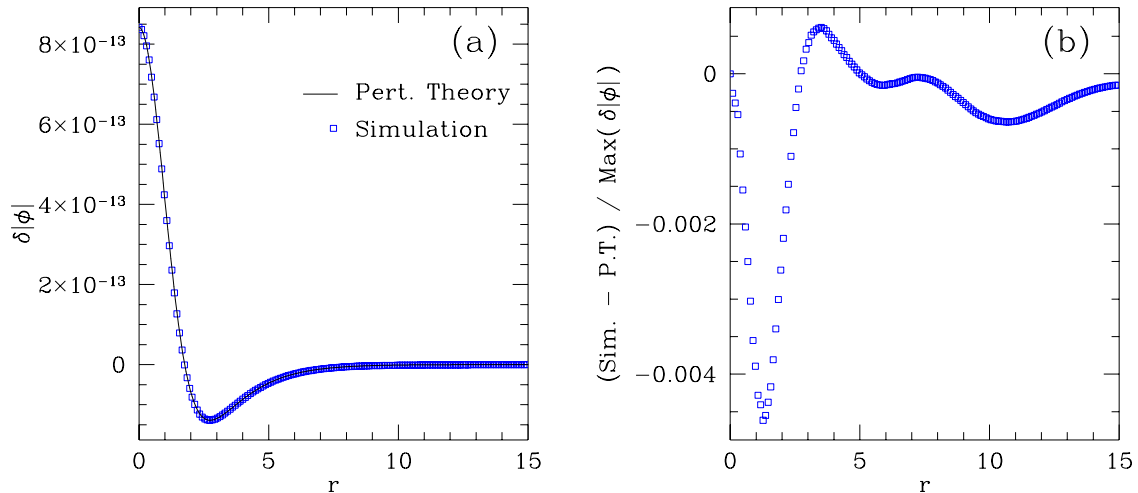 (a)
8×10⁻¹³
6×10⁻¹³
4×10⁻¹³
2×10⁻¹³
0
δ|ϕ|
Pert. Theory
Simulation
0 5 10 15
r
(b)
0
−0.002
−0.004
(Sim. − P.T.) / Max(δ|ϕ|)
0 5 10 15
r